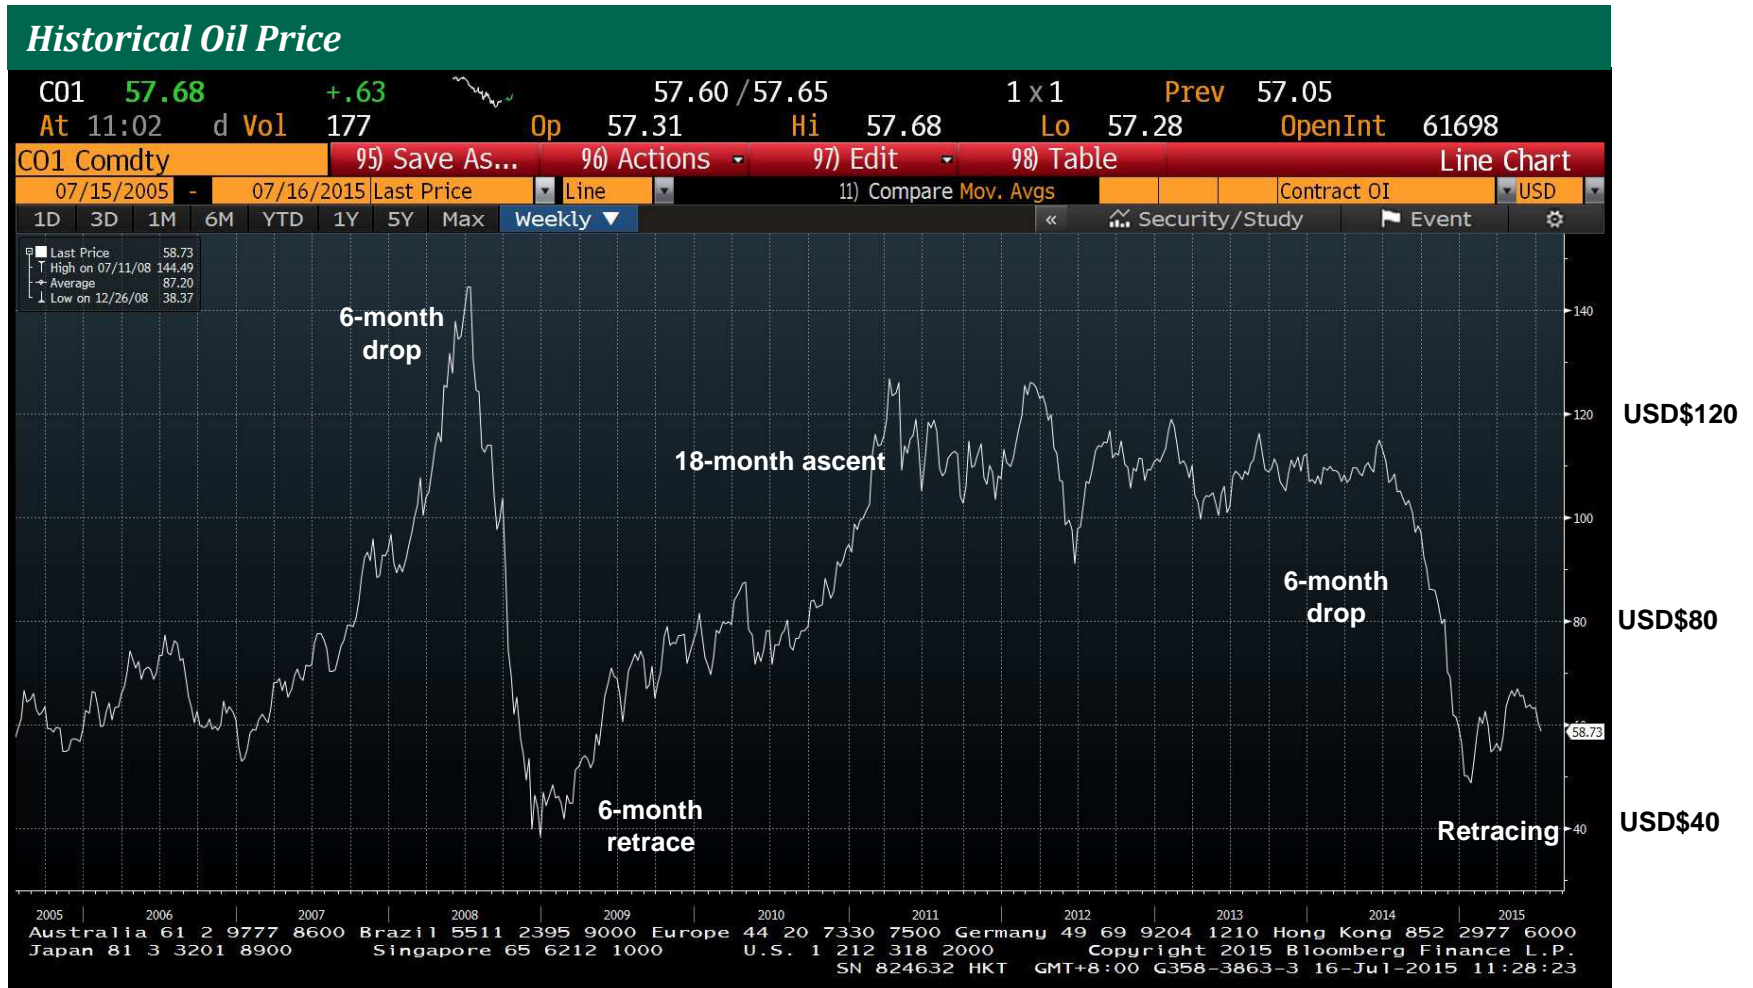 Historical Oil Price
CO1 57.68 +.63 57.60 / 57.65 1 x 1 Prev 57.05
At 11:02 d Vol 177 Op 57.31 Hi 57.68 Lo 57.28 OpenInt 61698
CO1 Comdty 95) Save As... 96) Actions 97) Edit 98) Table Line Chart
07/15/2005 - 07/16/2015 Last Price Line 11) Compare Mov. Avgs Contract OI USD
1D 3D 1M 6M YTD 1Y 5Y Max Weekly ▼ « Security/Study Event
Last Price 58.73
High on 07/11/08 144.49
Average 87.20
Low on 12/26/08 38.37
6-month
drop
140
120 USD$120
18-month ascent
100
6-month
drop
80 USD$80
58.73
6-month
retrace
Retracing
40 USD$40
2005 2006 2007 2008 2009 2010 2011 2012 2013 2014 2015
Australia 61 2 9777 8600 Brazil 5511 2395 9000 Europe 44 20 7330 7500 Germany 49 69 9204 1210 Hong Kong 852 2977 6000
Japan 81 3 3201 8900 Singapore 65 6212 1000 U.S. 1 212 318 2000 Copyright 2015 Bloomberg Finance L.P.
SN 824632 HKT GMT+8:00 G358-3863-3 16-Jul-2015 11:28:23